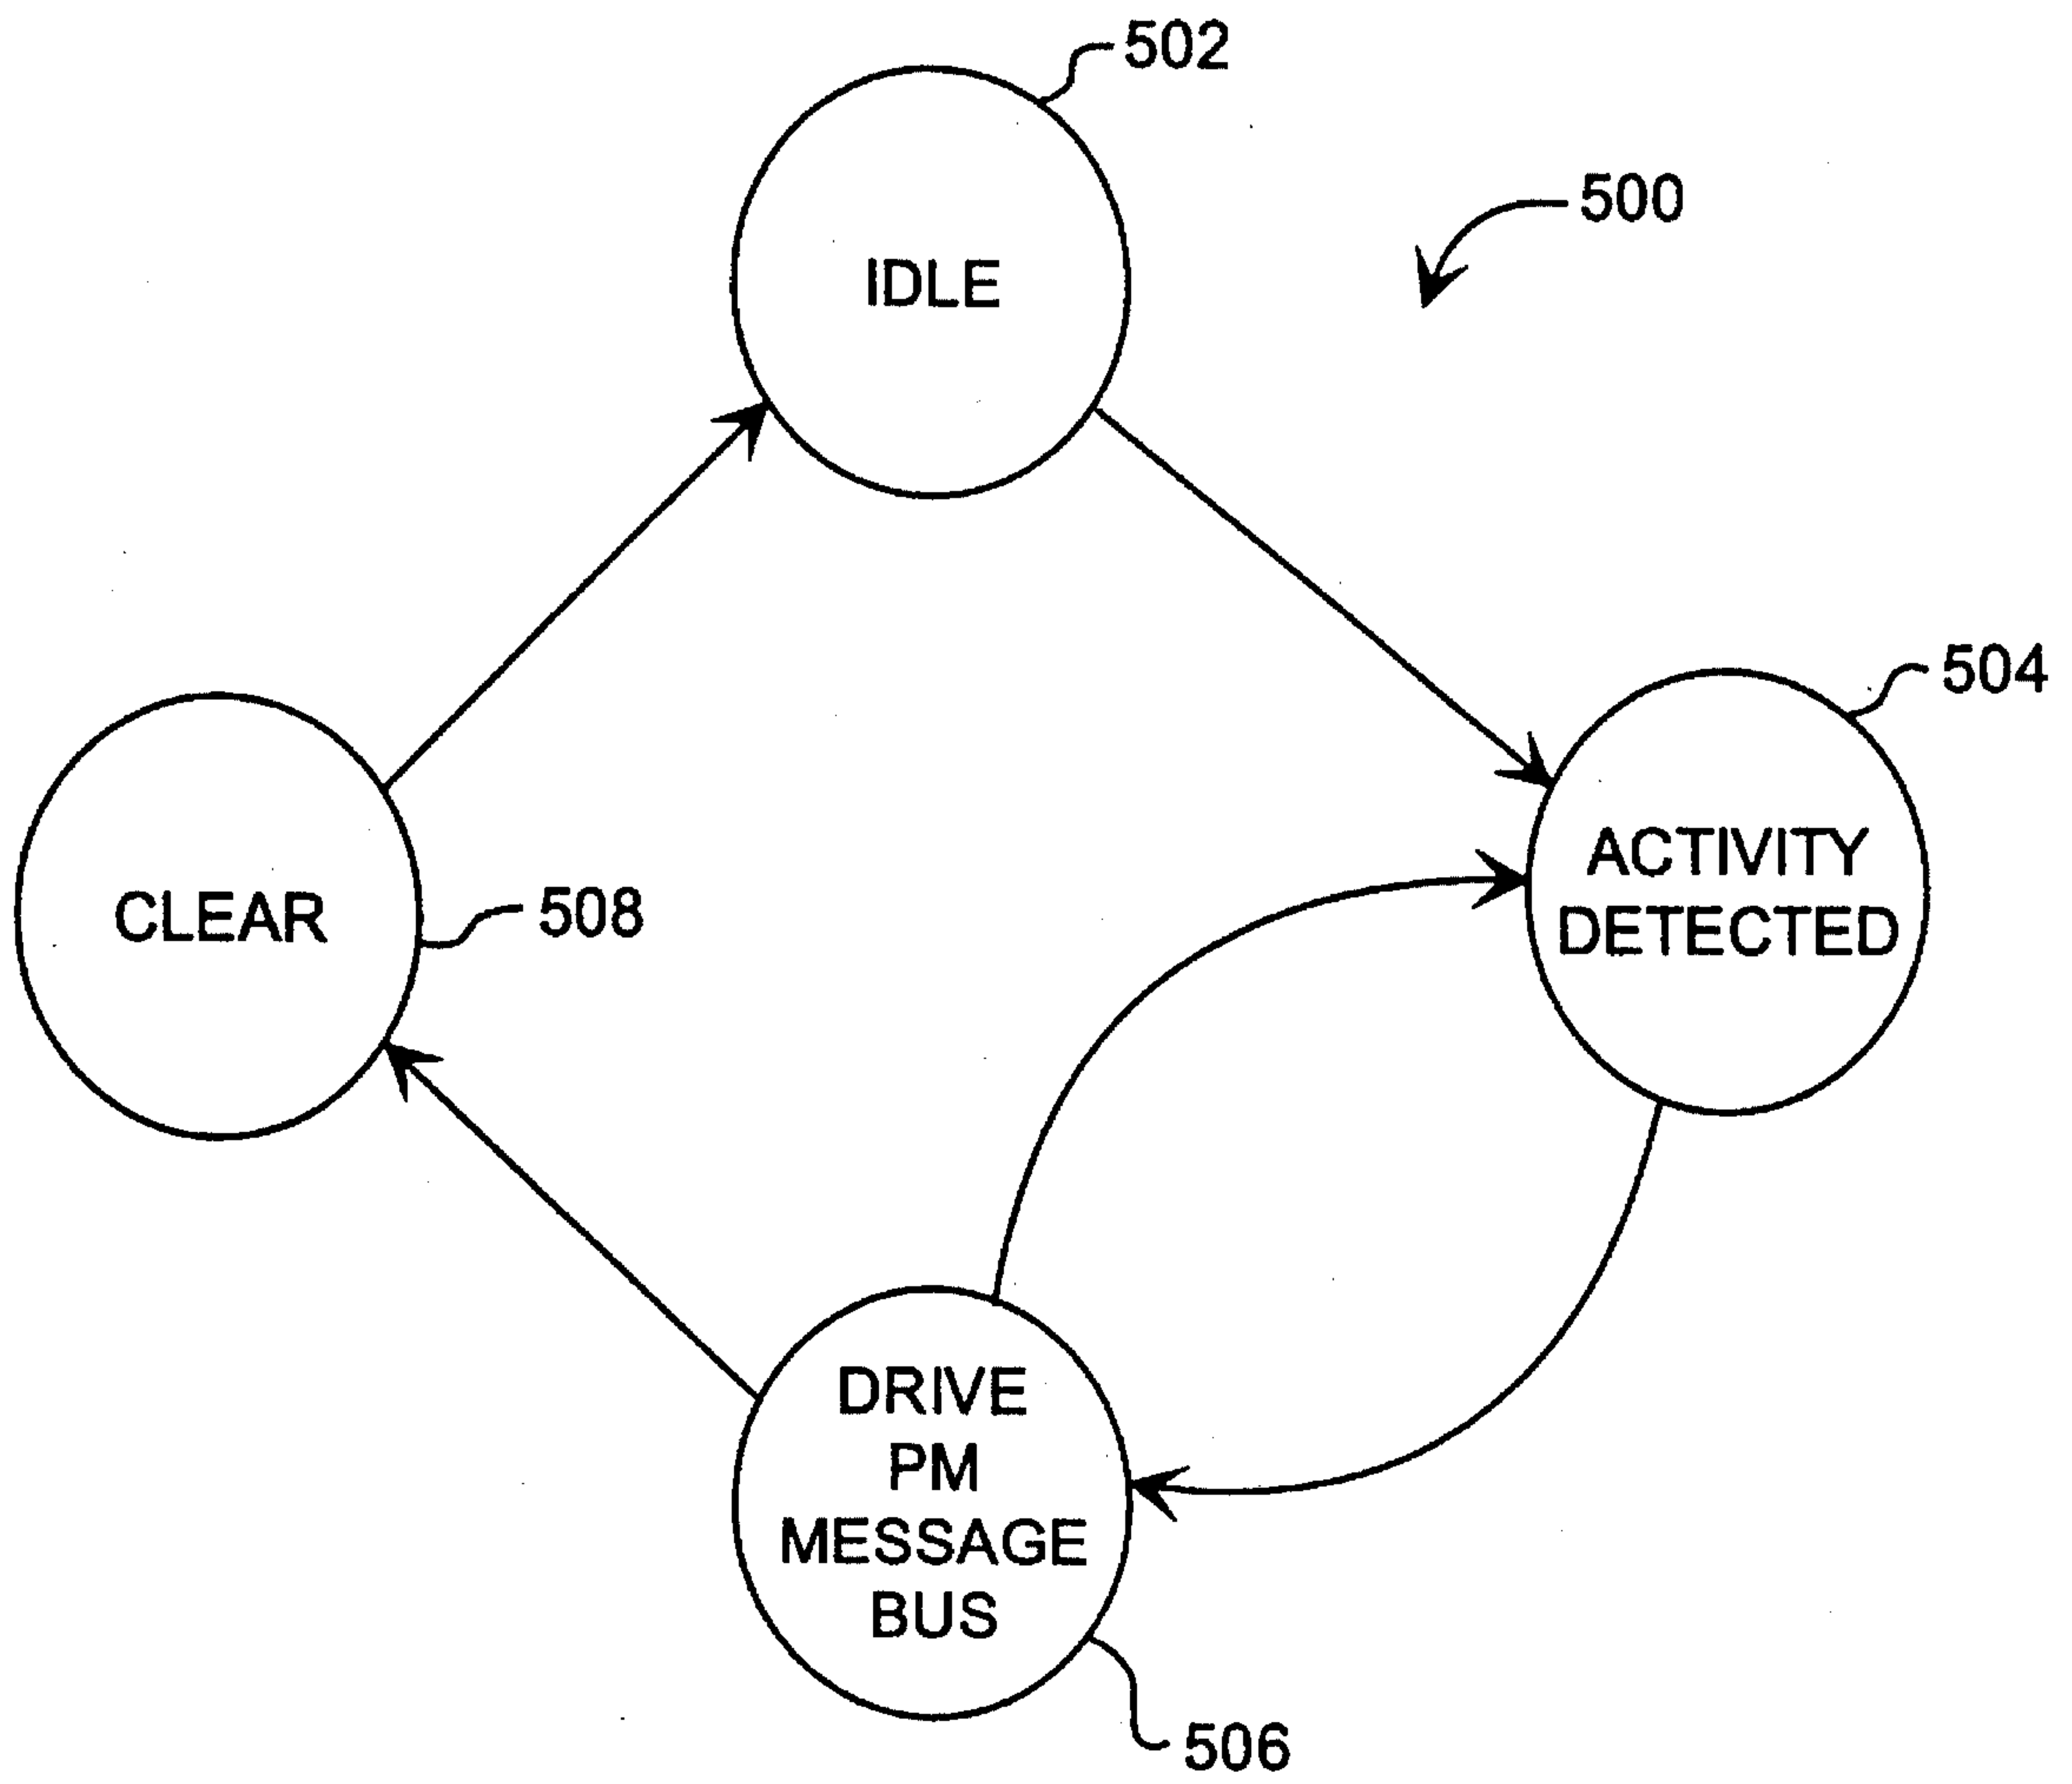 502
500
IDLE
504
ACTIVITY
DETECTED
CLEAR
508
DRIVE
PM
MESSAGE
BUS
506